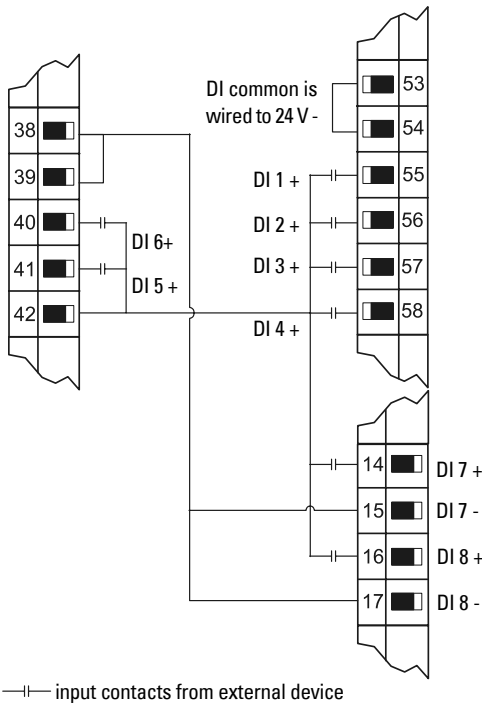 DI common is
wired to 24 V -
53
54
38
39
40
41
42
DI 6+
DI 5 +
DI 1 +
DI 2 +
DI 3 +
DI 4 +
55
56
57
58
14
15
16
17
DI 7 +
DI 7 -
DI 8 +
DI 8 -
input contacts from external device